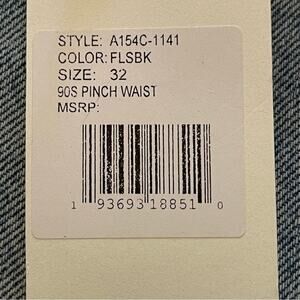 STYLE: A154C-1141
COLOR: FLSBK
SIZE: 32
90S PINCH WAIST
MSRP:
1 93693 18851 0